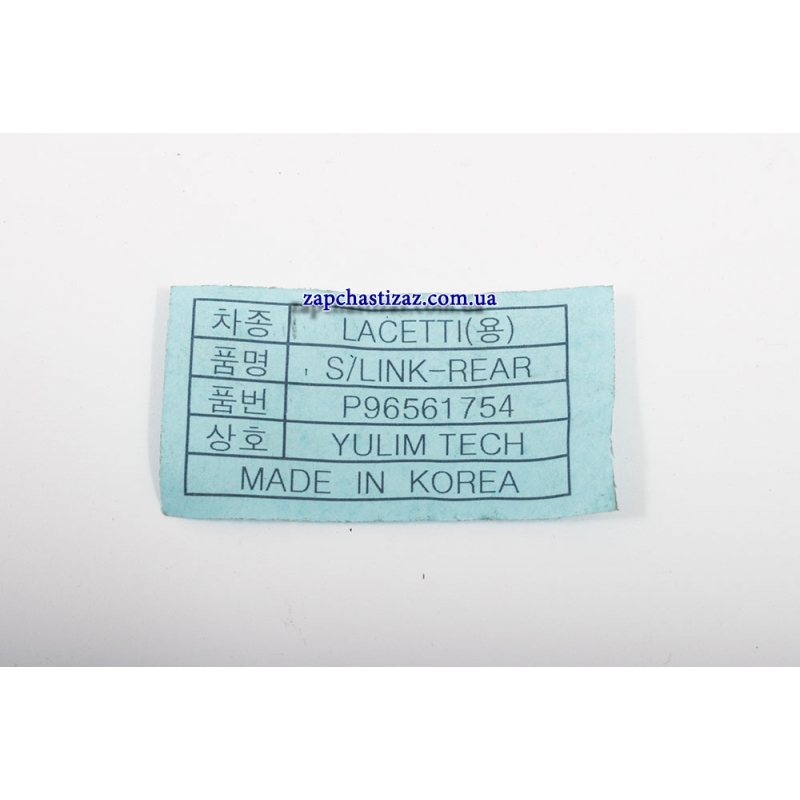 zapchastizaz.com.ua
차종 LACETTI(용)
품명 S/LINK-REAR
품번 P96561754
상호 YULIM TECH
MADE IN KOREA